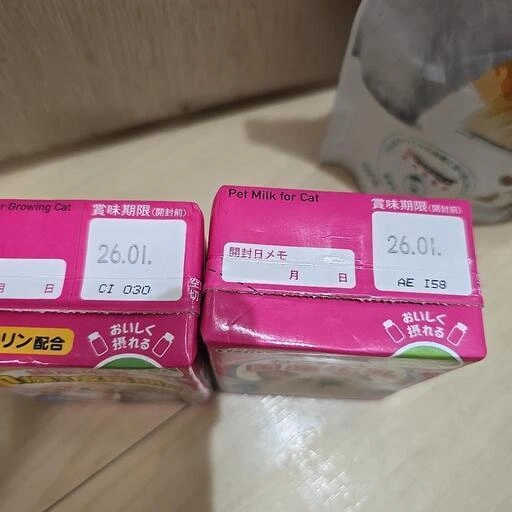 r Growing Cat
賞味期限(開封前)
26.01.
CI 030
月 日
リン配合
おいしく
摂れる
Pet Milk for Cat
賞味期限(開封前)
開封日メモ
月 日
26.01.
AE I58
おいしく
摂れる